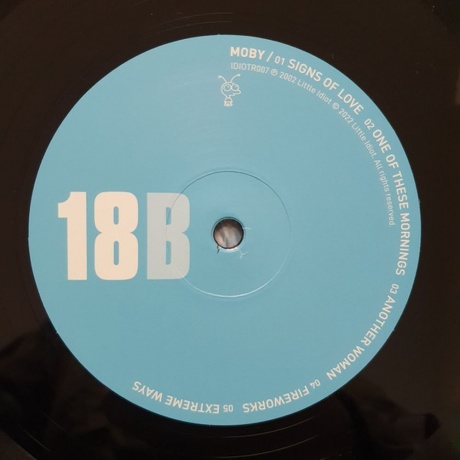 MOBY / 01 SIGNS OF LOVE 02 ONE OF THESE MORNINGS 03 ANOTHER WOMAN 04 FIREWORKS 05 EXTREME WAYS
IDIOTR007 ℗ 2002 Little Idiot © 2022 Little Idiot. All rights reserved.
18B